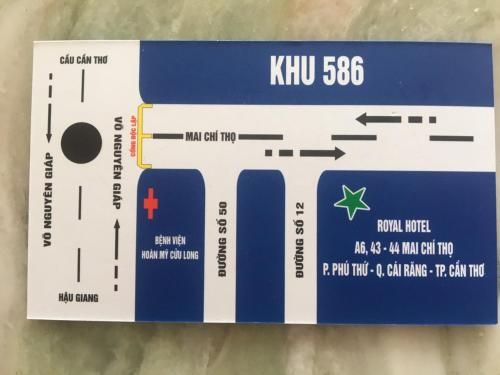 CẦU CẦN THƠ
KHU 586
VÕ NGUYÊN GIÁP
VÕ NGUYÊN GIÁP
CỔNG ĐỘC LẬP
MAI CHÍ THỌ
BỆNH VIỆN
HOÀN MỸ CỬU LONG
ĐƯỜNG SỐ 50
ĐƯỜNG SỐ 12
ROYAL HOTEL
A6, 43 - 44 MAI CHÍ THỌ
P. PHÚ THỨ - Q. CÁI RĂNG - TP. CẦN THƠ
HẬU GIANG